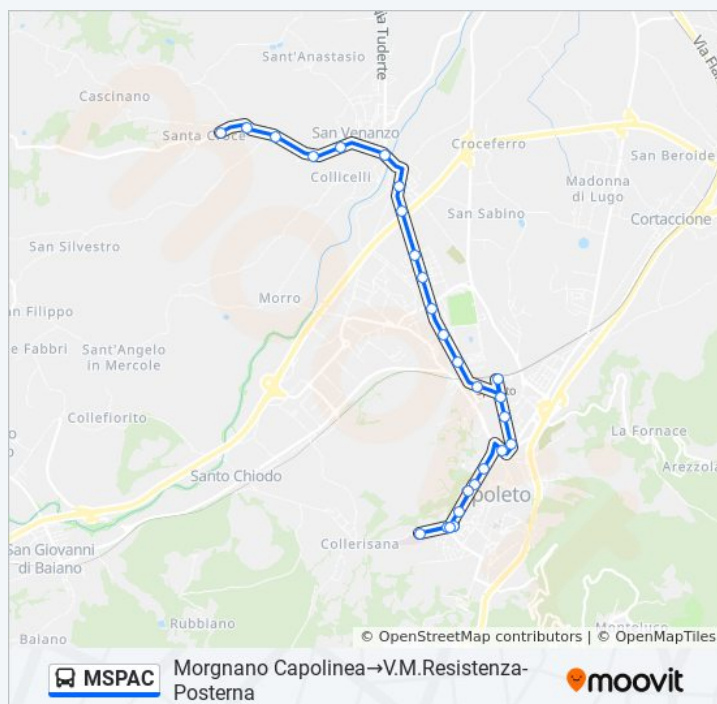 Sant'Anastasio
ia Tuderte
Via Fla
Cascinano
Santa Croce
San Venanzo
Croceferro
San Beroide
Collicelli
Madonna
di Lugo
San Sabino
Cortaccione
San Silvestro
Morro
an Filippo
e Fabbri
Sant'Angelo
in Mercole
Collefiorito
La Fornace
Arezzola
Santo Chiodo
poleto
Collerisana
San Giovanni
di Baiano
Rubbiano
Baiano
Monteluco
© OpenStreetMap contributors | © OpenMapTiles
MSPAC
Morgnano Capolinea→V.M.Resistenza-
Posterna
moovit